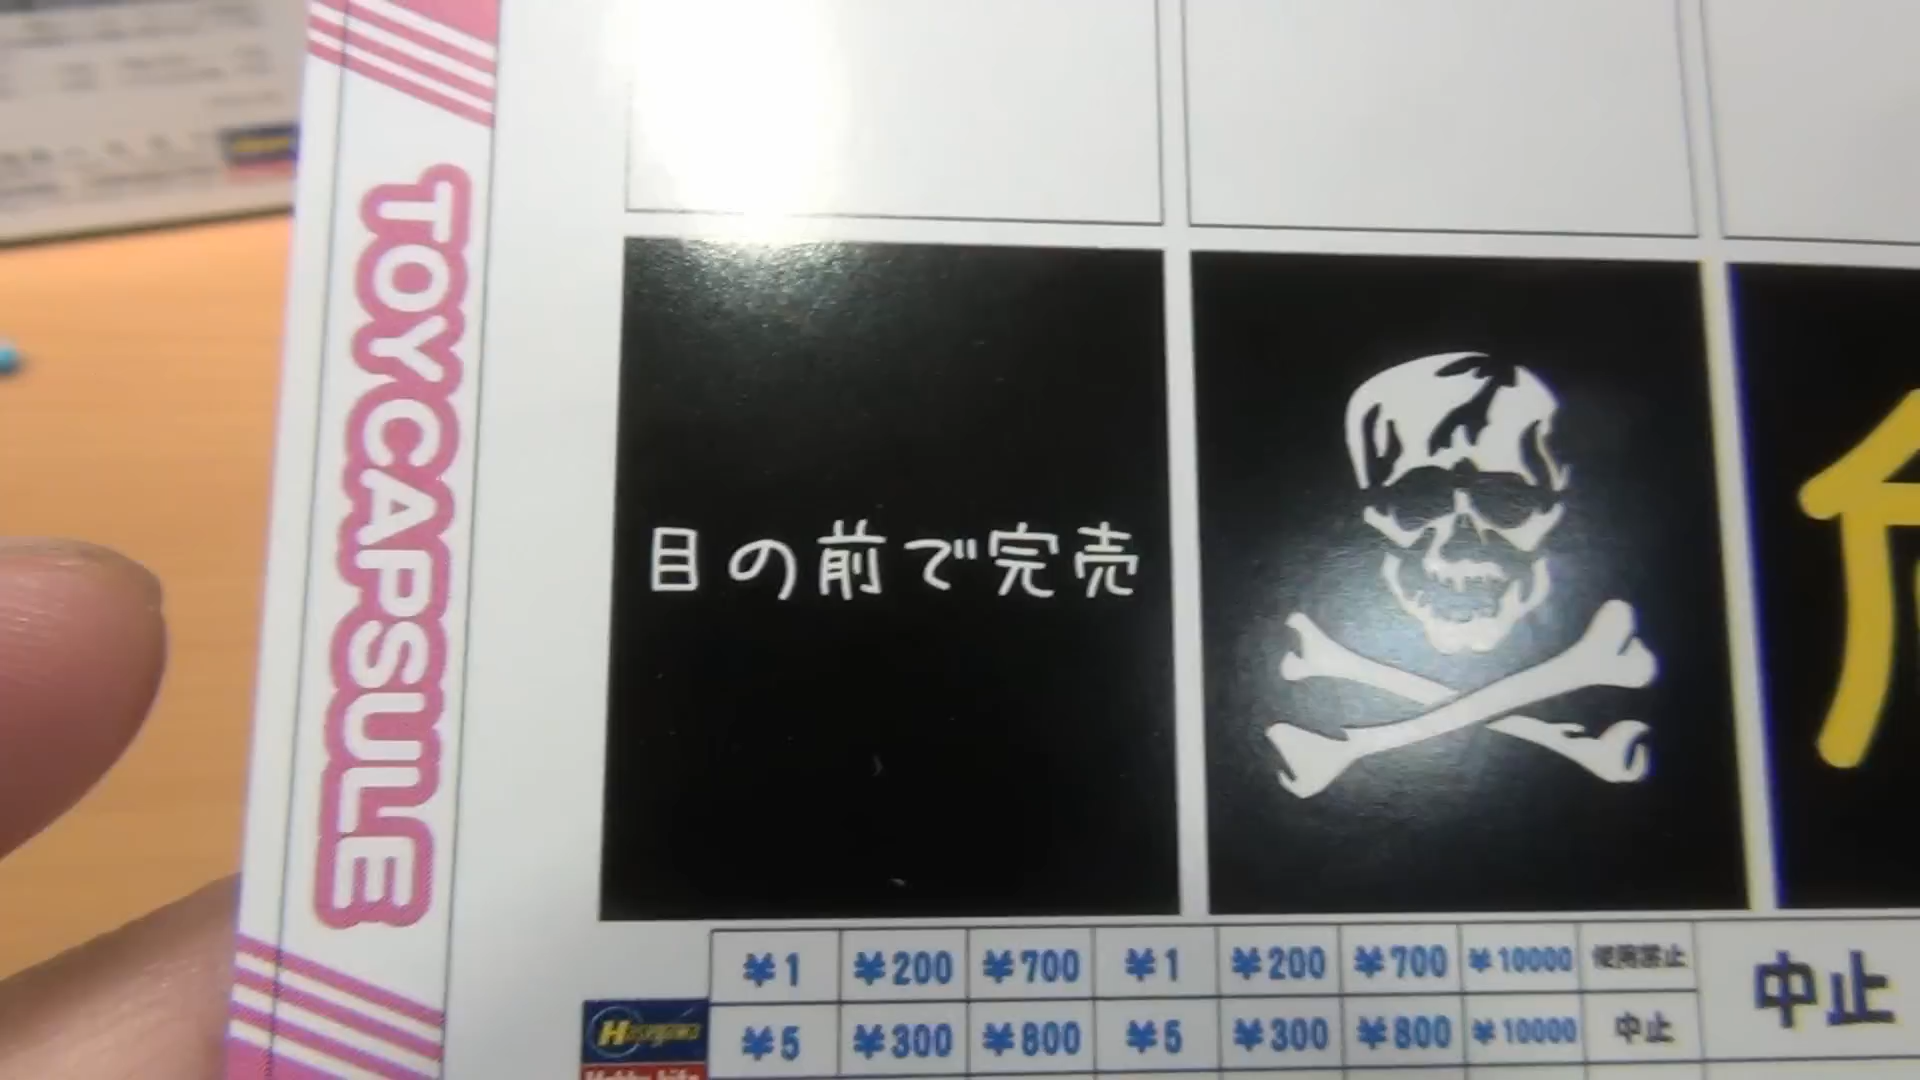 TOYCAPSULE
目の前で完売
¥1 ¥200 ¥700 ¥1 ¥200 ¥700 ¥10000 使用禁止
中止
¥5 ¥300 ¥800 ¥5 ¥300 ¥800 ¥10000 中止
Hasegawa